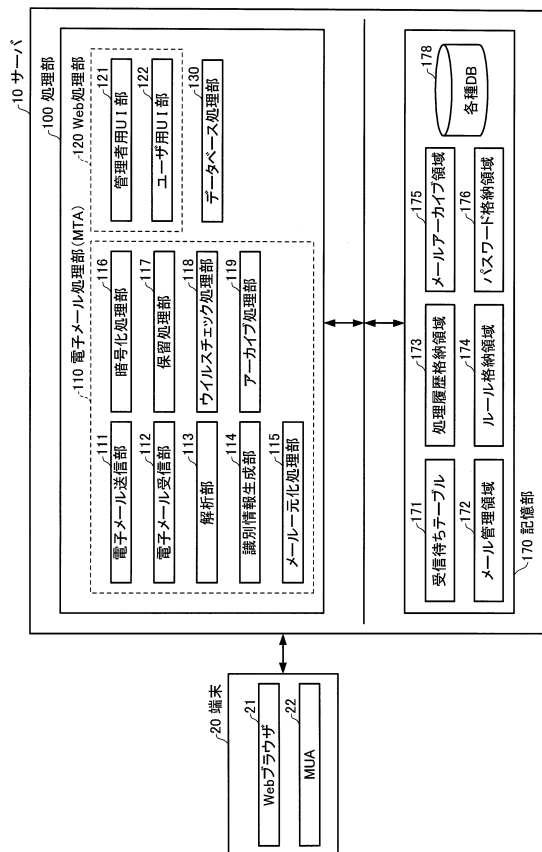 10 サーバ
100 処理部
110 電子メール処理部(MTA)
111
電子メール送信部
112
電子メール受信部
113
解析部
114
識別情報生成部
115
メール一元化処理部
116
暗号化処理部
117
保留処理部
118
ウイルスチェック処理部
119
アーカイブ処理部
120 Web処理部
121
管理者用UI部
122
ユーザ用UI部
130
データベース処理部
170 記憶部
171
受信待ちテーブル
172
メール管理領域
173
処理履歴格納領域
174
ルール格納領域
175
メールアーカイブ領域
176
パスワード格納領域
178
各種DB
20 端末
21
Webブラウザ
22
MUA